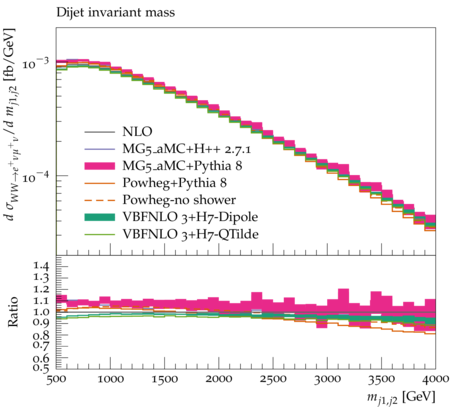 Dijet invariant mass
d σ_{WW→e⁺νμ⁺ν}/d m_{j1,j2} [fb/GeV]
10⁻³
10⁻⁴
NLO
MG5_aMC+H++ 2.7.1
MG5_aMC+Pythia 8
Powheg+Pythia 8
Powheg-no shower
VBFNLO 3+H7-Dipole
VBFNLO 3+H7-QTilde
Ratio
1.4
1.3
1.2
1.1
1.0
0.9
0.8
0.7
0.6
0.5
500 1000 1500 2000 2500 3000 3500 4000
m_{j1,j2} [GeV]